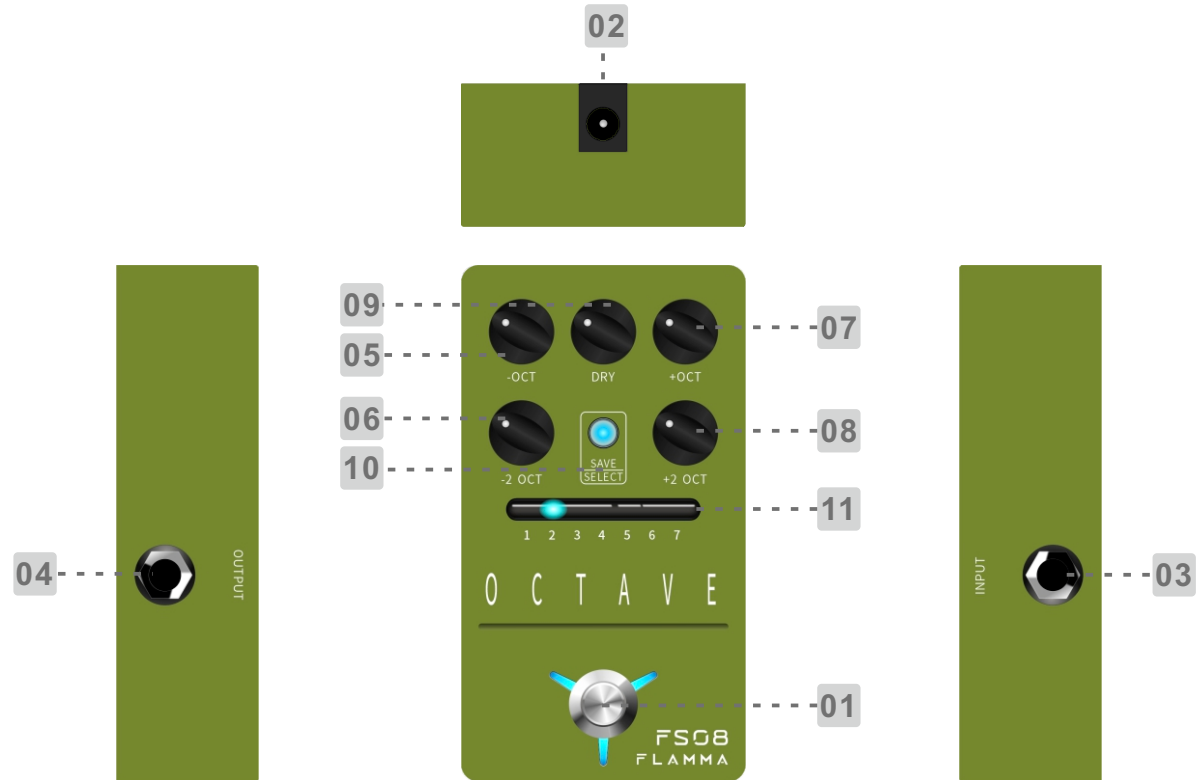 02
09
07
05
-OCT DRY +OCT
06
08
SAVE
SELECT
10
-2 OCT +2 OCT
11
1 2 3 4 5 6 7
04
OUTPUT
INPUT
03
OCTAVE
01
FS08
FLAMMA